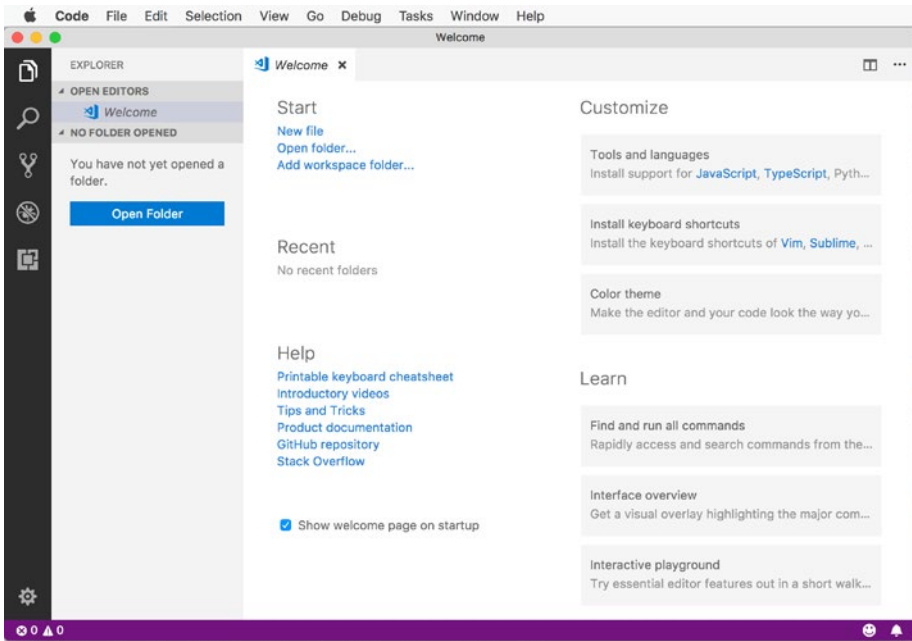 Code File Edit Selection View Go Debug Tasks Window Help
Welcome
EXPLORER
OPEN EDITORS
Welcome
NO FOLDER OPENED
You have not yet opened a
folder.
Open Folder
Welcome
Start
New file
Open folder...
Add workspace folder...
Recent
No recent folders
Help
Printable keyboard cheatsheet
Introductory videos
Tips and Tricks
Product documentation
GitHub repository
Stack Overflow
Show welcome page on startup
Customize
Tools and languages
Install support for JavaScript, TypeScript, Pyth...
Install keyboard shortcuts
Install the keyboard shortcuts of Vim, Sublime, ...
Color theme
Make the editor and your code look the way yo...
Learn
Find and run all commands
Rapidly access and search commands from the...
Interface overview
Get a visual overlay highlighting the major com...
Interactive playground
Try essential editor features out in a short walk...
0 0